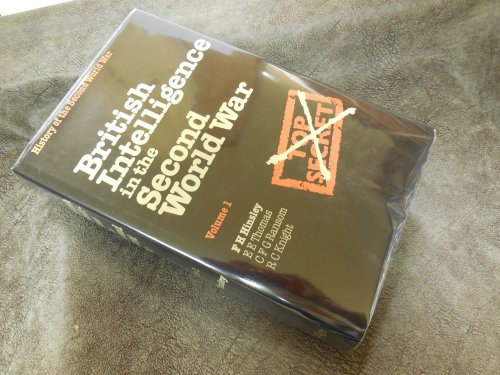 History of the Second World War
British
Intelligence
in the
Second
World War
Volume 1
TOP
SECRET
F H Hinsley
E E Thomas
C F G Ransom
R C Knight